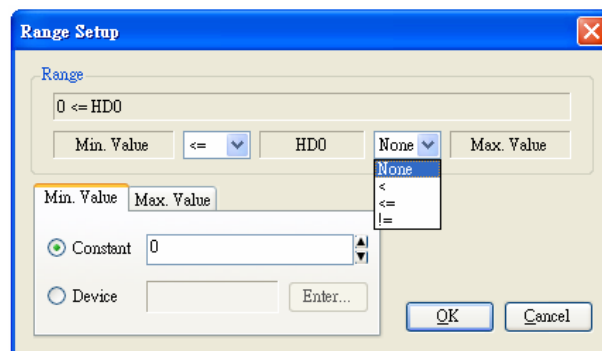 Range Setup
Range
0 <= HD0
Min. Value <= HD0 None Max. Value
None
<
<=
!=
Min. Value Max. Value
Constant 0
Device Enter...
OK Cancel